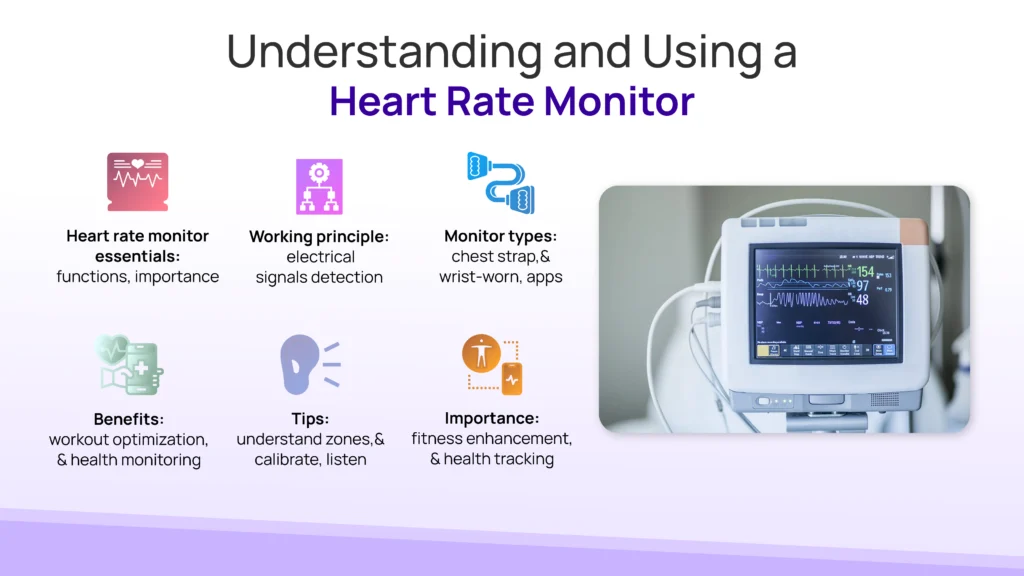 Understanding and Using a
Heart Rate Monitor
Heart rate monitor
essentials:
functions, importance
Working principle:
electrical
signals detection
Monitor types:
chest strap,&
wrist-worn, apps
Benefits:
workout optimization,
& health monitoring
Tips:
understand zones,&
calibrate, listen
Importance:
fitness enhancement,
& health tracking
154
97
48